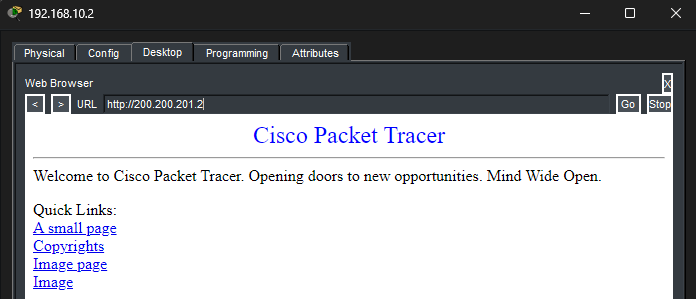 192.168.10.2
Physical Config Desktop Programming Attributes
Web Browser X
< > URL http://200.200.201.2 Go Stop
Cisco Packet Tracer
Welcome to Cisco Packet Tracer. Opening doors to new opportunities. Mind Wide Open.
Quick Links:
A small page
Copyrights
Image page
Image